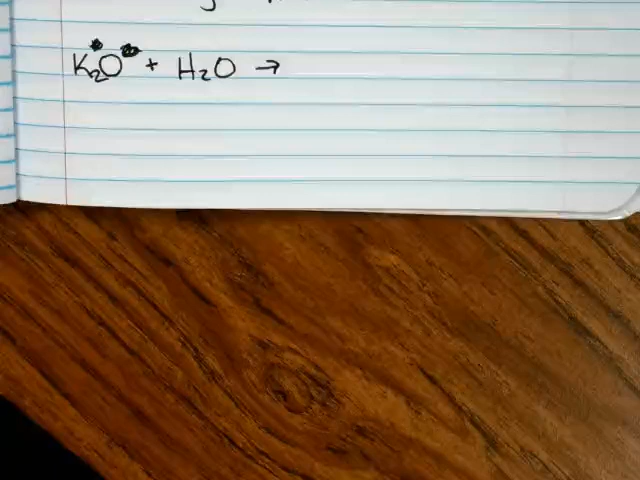 K₂O + H₂O →